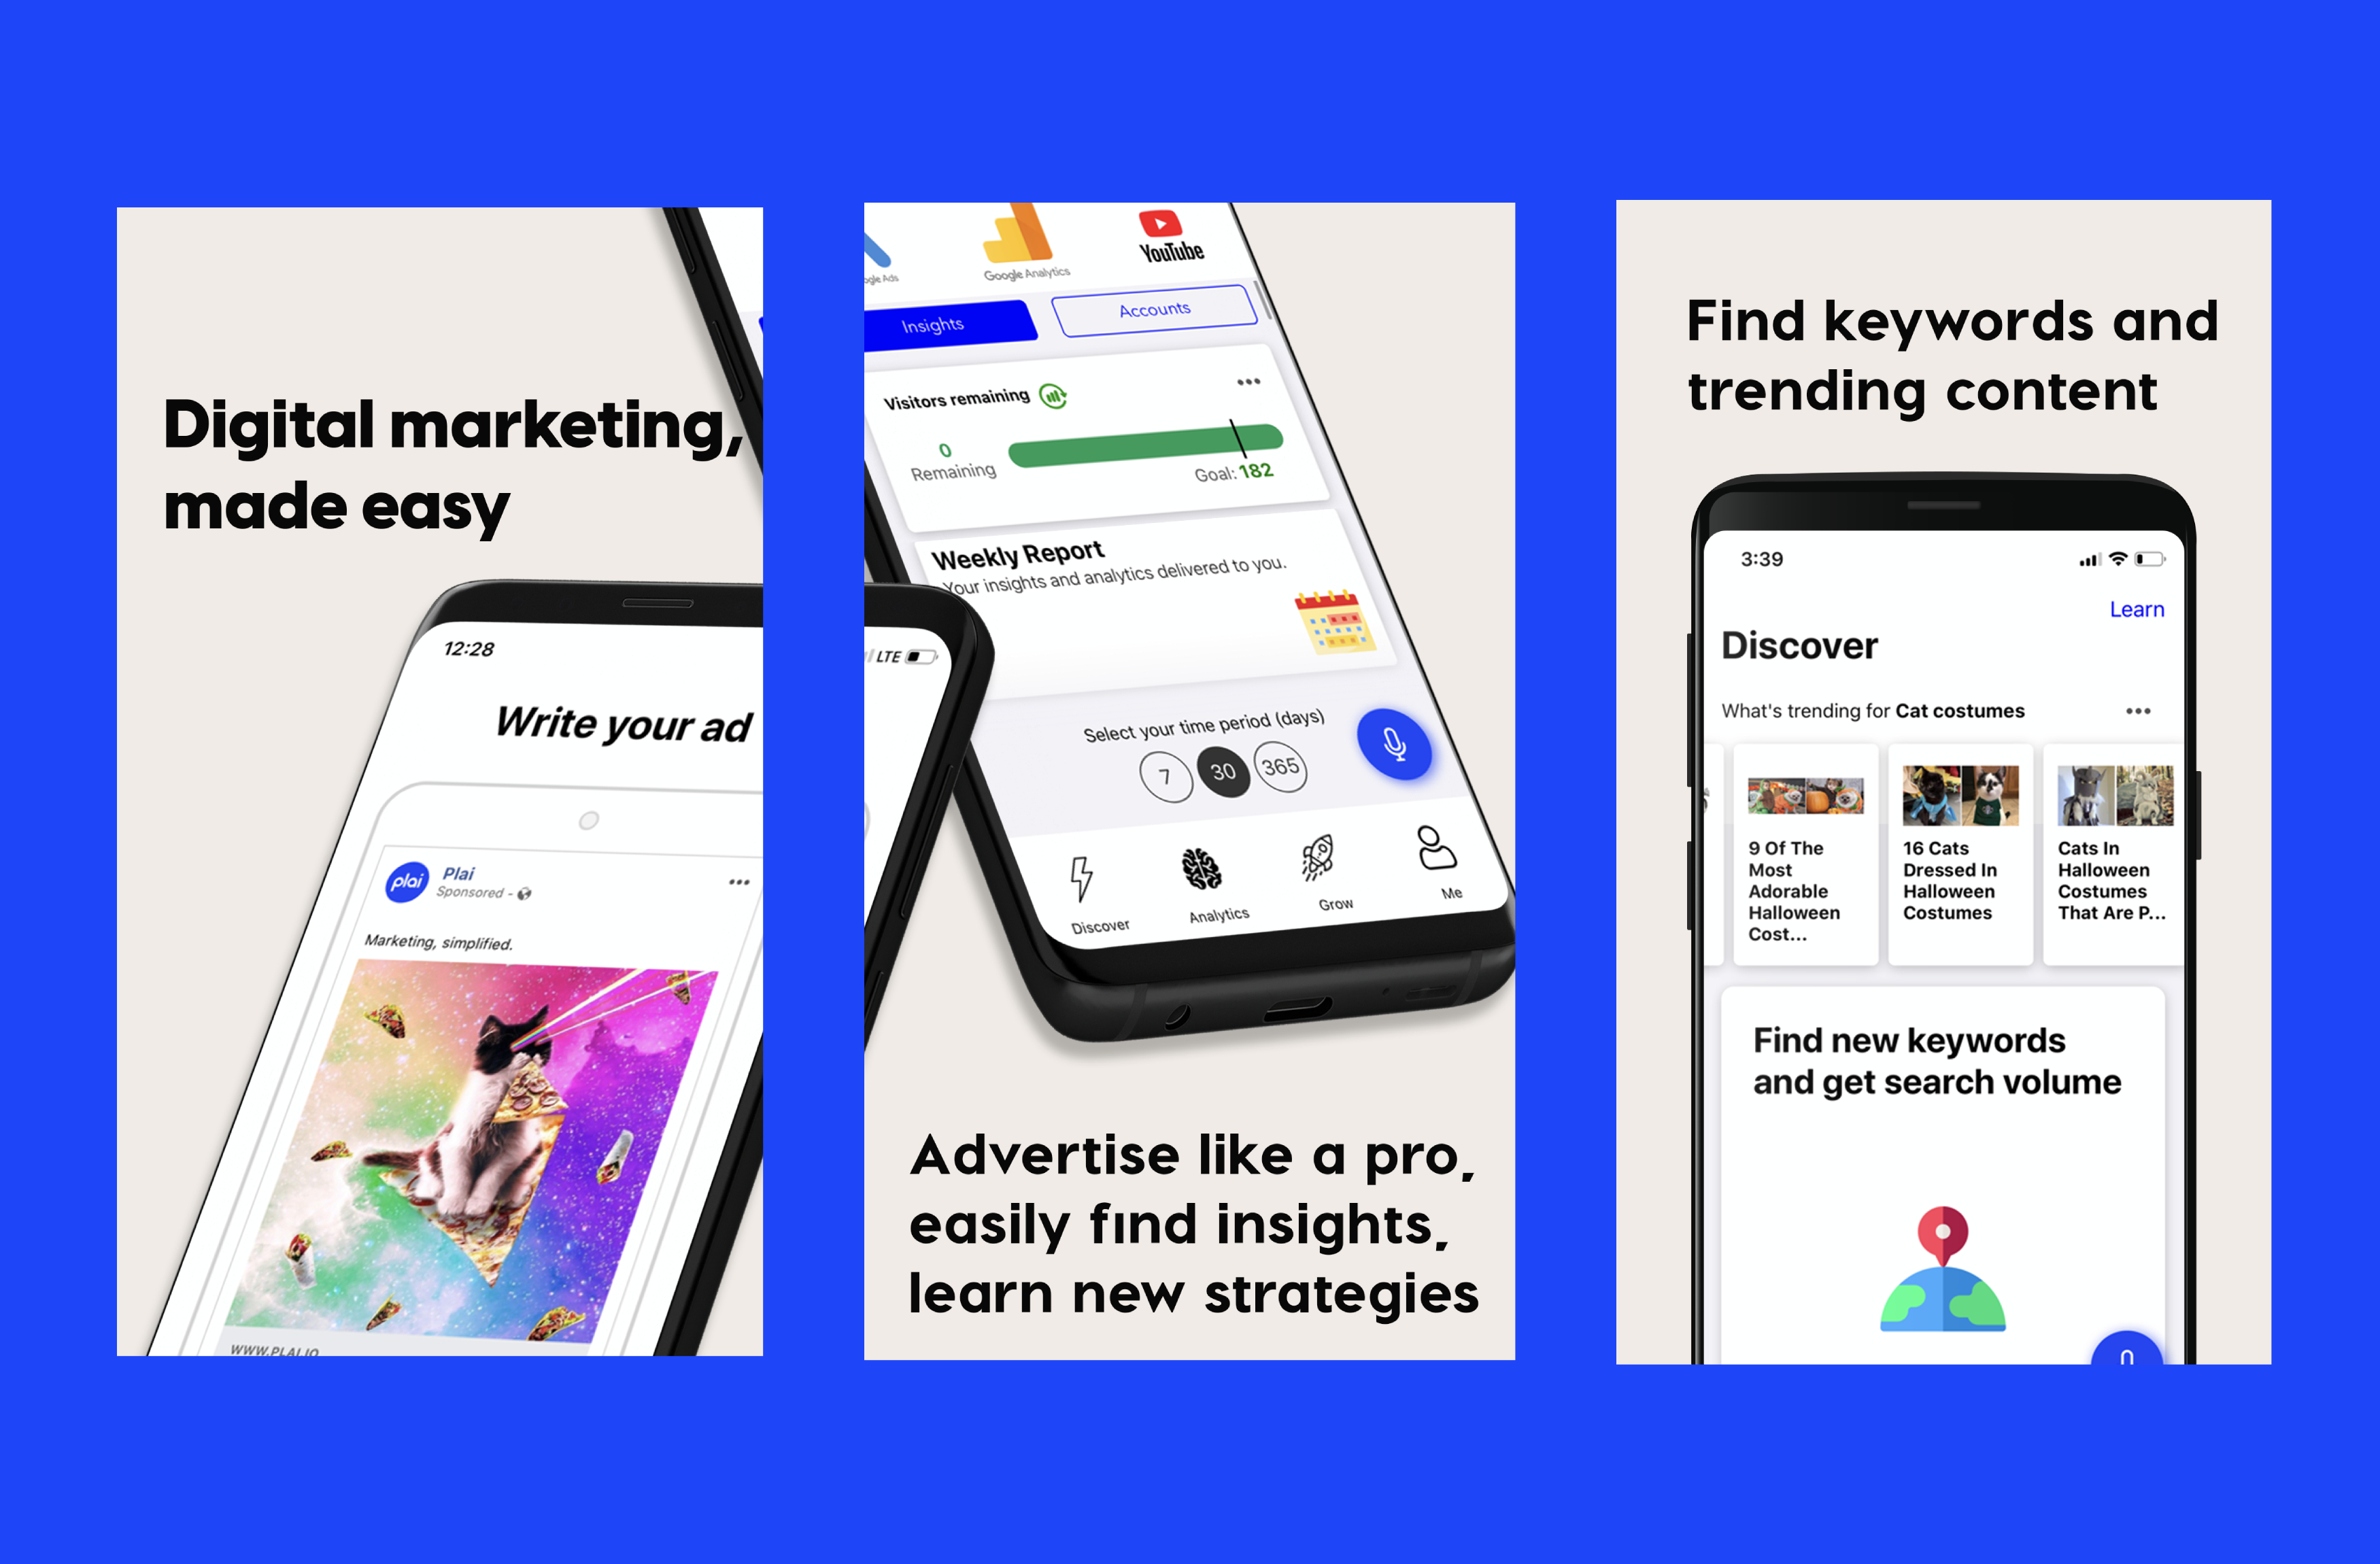 Digital marketing,
made easy
12:28
Write your ad
plai
Plai
Sponsored -
Marketing, simplified.
WWW.PLAI.IO
Google Analytics
YouTube
Insights
Accounts
Visitors remaining
0
Remaining
Goal: 182
Weekly Report
Your insights and analytics delivered to you.
LTE
Select your time period (days)
7
30
365
Discover
Analytics
Grow
Me
Advertise like a pro,
easily find insights,
learn new strategies
Find keywords and
trending content
3:39
Learn
Discover
What's trending for Cat costumes
9 Of The
Most
Adorable
Halloween
Cost...
16 Cats
Dressed In
Halloween
Costumes
Cats In
Halloween
Costumes
That Are P...
Find new keywords
and get search volume